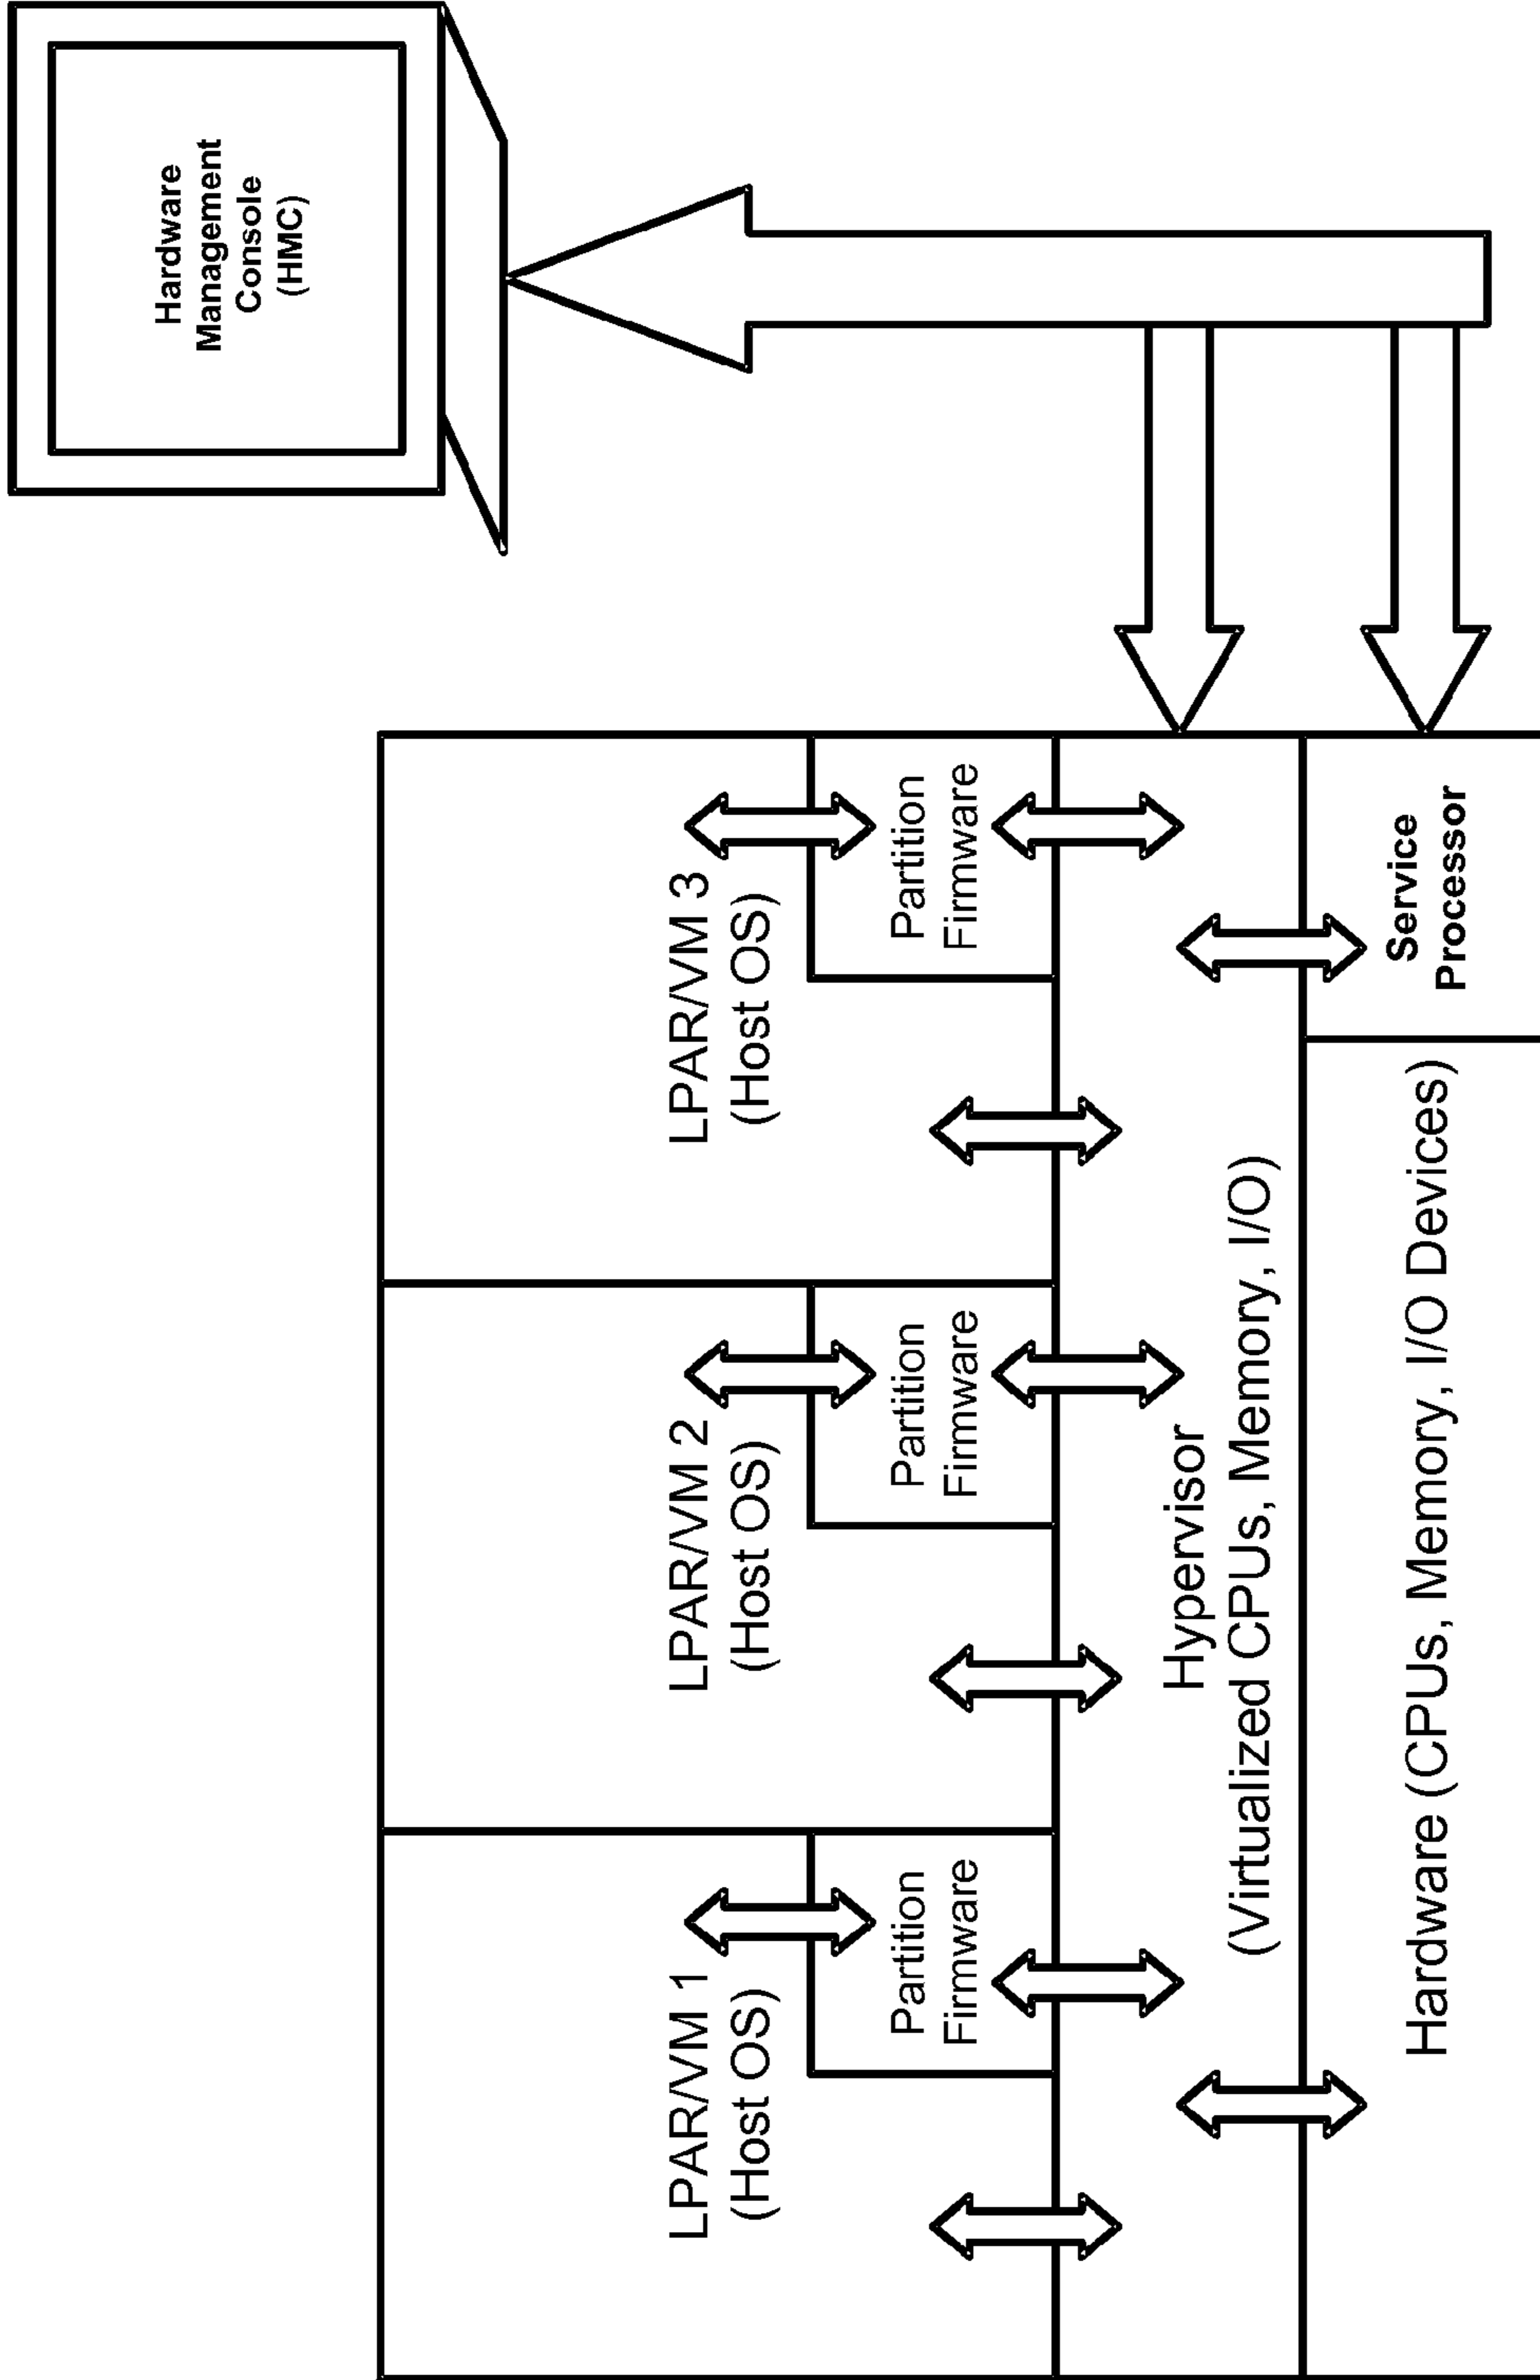 Hardware
Management
Console
(HMC)
LPAR/VM 1
(Host OS)
Partition
Firmware
LPAR/VM 2
(Host OS)
Partition
Firmware
LPAR/VM 3
(Host OS)
Partition
Firmware
Hypervisor
(Virtualized CPUs, Memory, I/O)
Hardware (CPUs, Memory, I/O Devices)
Service
Processor